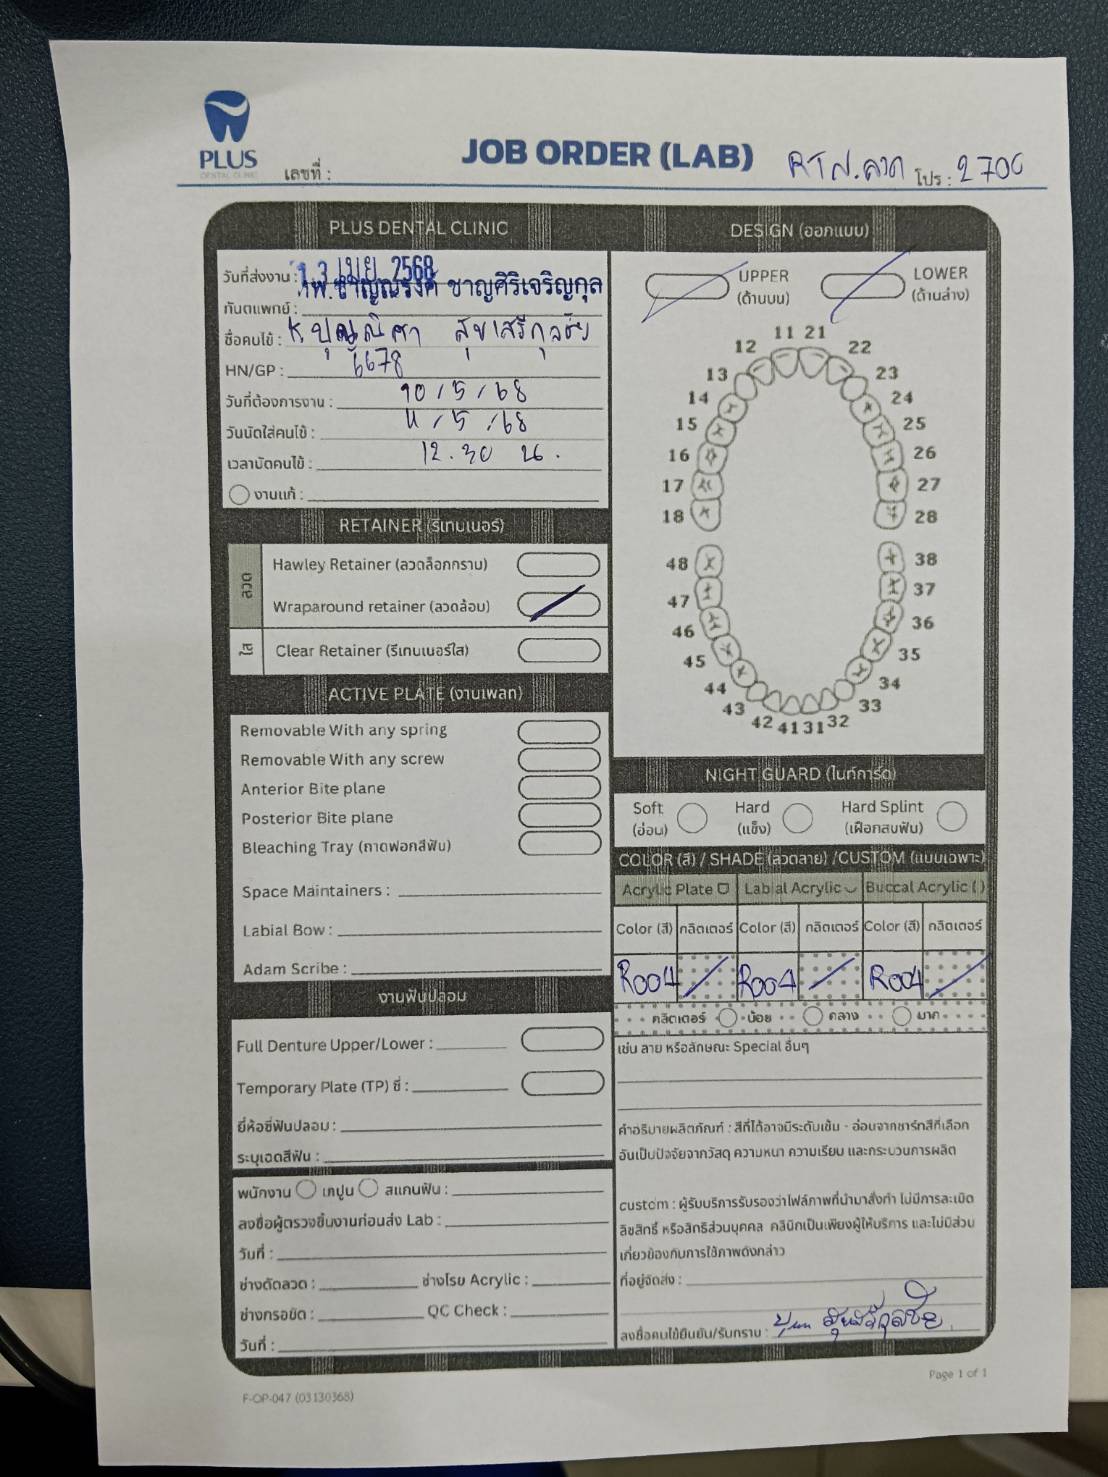 PLUS
DENTAL CLINIC
เลขที่ :
JOB ORDER (LAB)
RT ล.ลวด โปร : 2700
PLUS DENTAL CLINIC
วันที่ส่งงาน : 13 เมย 2568
ทันตแพทย์ : ทพ.ชาญณรงค์ ชาญศิริเจริญกุล
ชื่อคนไข้ : K. ปุณณิศา สุขเสรีกุลชัย
HN/GP : 6678
วันที่ต้องการงาน : 10 / 5 / 68
วันนัดใส่คนไข้ : 11 / 5 / 68
เวลานัดคนไข้ : 12.30 น.
งานแก้ :
RETAINER (รีเทนเนอร์)
ลวด
Hawley Retainer (ลวดล็อกกราม)
Wraparound retainer (ลวดล้อม)
ใส
Clear Retainer (รีเทนเนอร์ใส)
ACTIVE PLATE (งานเพลท)
Removable With any spring
Removable With any screw
Anterior Bite plane
Posterior Bite plane
Bleaching Tray (ถาดฟอกสีฟัน)
Space Maintainers :
Labial Bow :
Adam Scribe :
งานฟันปลอม
Full Denture Upper/Lower :
Temporary Plate (TP) ซี่ :
ยี่ห้อซี่ฟันปลอม :
ระบุเฉดสีฟัน :
พนักงาน เทปูน สแกนฟัน :
ลงชื่อผู้ตรวจชิ้นงานก่อนส่ง Lab :
วันที่ :
ช่างดัดลวด : ช่างโรย Acrylic :
ช่างกรอขัด : QC Check :
วันที่ :
DESIGN (ออกแบบ)
UPPER LOWER
(ด้านบน) (ด้านล่าง)
11 21
12 22
13 23
14 24
15 25
16 26
17 27
18 28
48 38
47 37
46 36
45 35
44 34
43 33
42 41 31 32
NIGHT GUARD (ไนท์การ์ด)
Soft Hard Hard Splint
(อ่อน) (แข็ง) (เฝือกสบฟัน)
COLOR (สี) / SHADE (ลวดลาย) /CUSTOM (แบบเฉพาะ)
Acrylic Plate Labial Acrylic Buccal Acrylic ( )
Color (สี) กลิตเตอร์ Color (สี) กลิตเตอร์ Color (สี) กลิตเตอร์
R004 R004 R004
กลิตเตอร์ น้อย กลาง มาก
เช่น ลาย หรือลักษณะ Special อื่นๆ
คำอธิบายผลิตภัณฑ์ : สีที่ได้อาจมีระดับเข้ม - อ่อนจากชาร์ทสีที่เลือก
อันเป็นปัจจัยจากวัสดุ ความหนา ความเรียบ และกระบวนการผลิต
custom : ผู้รับบริการรับรองว่าไฟล์ภาพที่นำมาสั่งทำ ไม่มีการละเมิด
ลิขสิทธิ์ หรือสิทธิส่วนบุคคล คลินิกเป็นเพียงผู้ให้บริการ และไม่มีส่วน
เกี่ยวข้องกับการใช้ภาพดังกล่าว
ที่อยู่จัดส่ง :
ลงชื่อคนไข้ยืนยัน/รับทราบ :
F-OP-047 (03130368)
Page 1 of 1